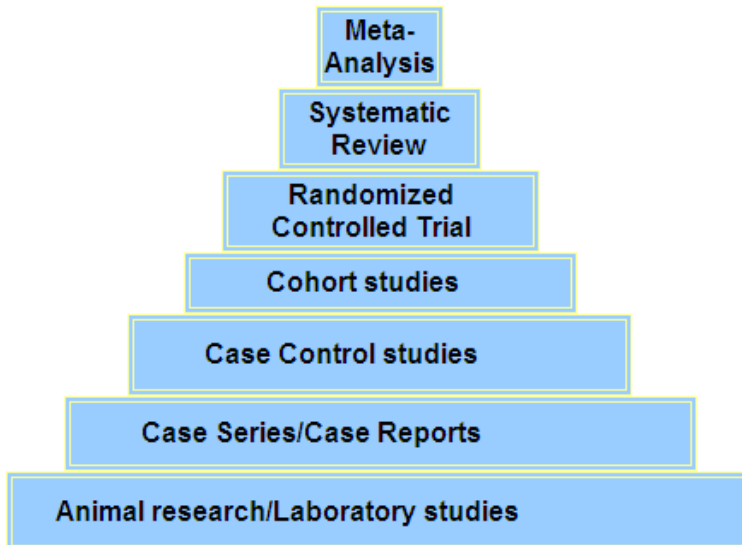 Meta-
Analysis
Systematic
Review
Randomized
Controlled Trial
Cohort studies
Case Control studies
Case Series/Case Reports
Animal research/Laboratory studies